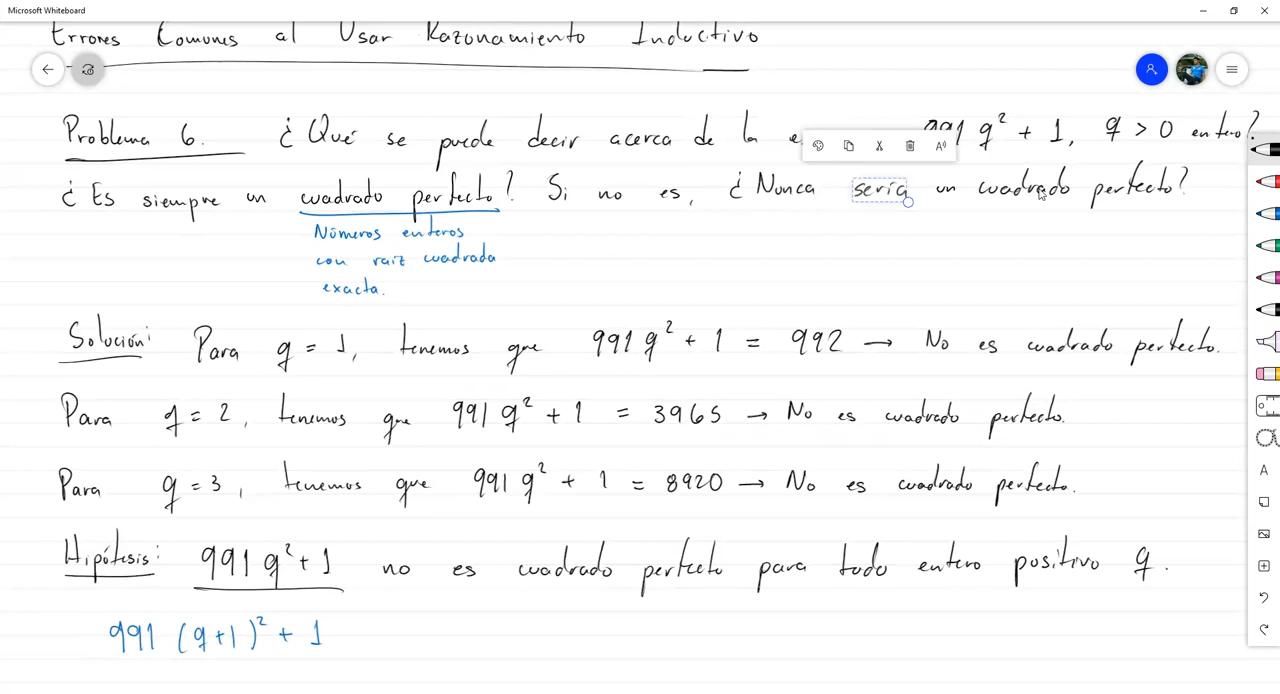 Microsoft Whiteboard
Errores Comunes al Usar Razonamiento Inductivo
Problema 6. ¿Qué se puede decir acerca de la 991 q² + 1, q > 0 entero?
¿Es siempre un cuadrado perfecto? Si no es, ¿Nunca sería un cuadrado perfecto?
Números enteros
con raíz cuadrada
exacta.
Solución: Para q = 1, tenemos que 991 q² + 1 = 992 → No es cuadrado perfecto.
Para q = 2, tenemos que 991 q² + 1 = 3965 → No es cuadrado perfecto.
Para q = 3, tenemos que 991 q² + 1 = 8920 → No es cuadrado perfecto.
Hipótesis: 991 q² + 1 no es cuadrado perfecto para todo entero positivo q.
991 (q+1)² + 1